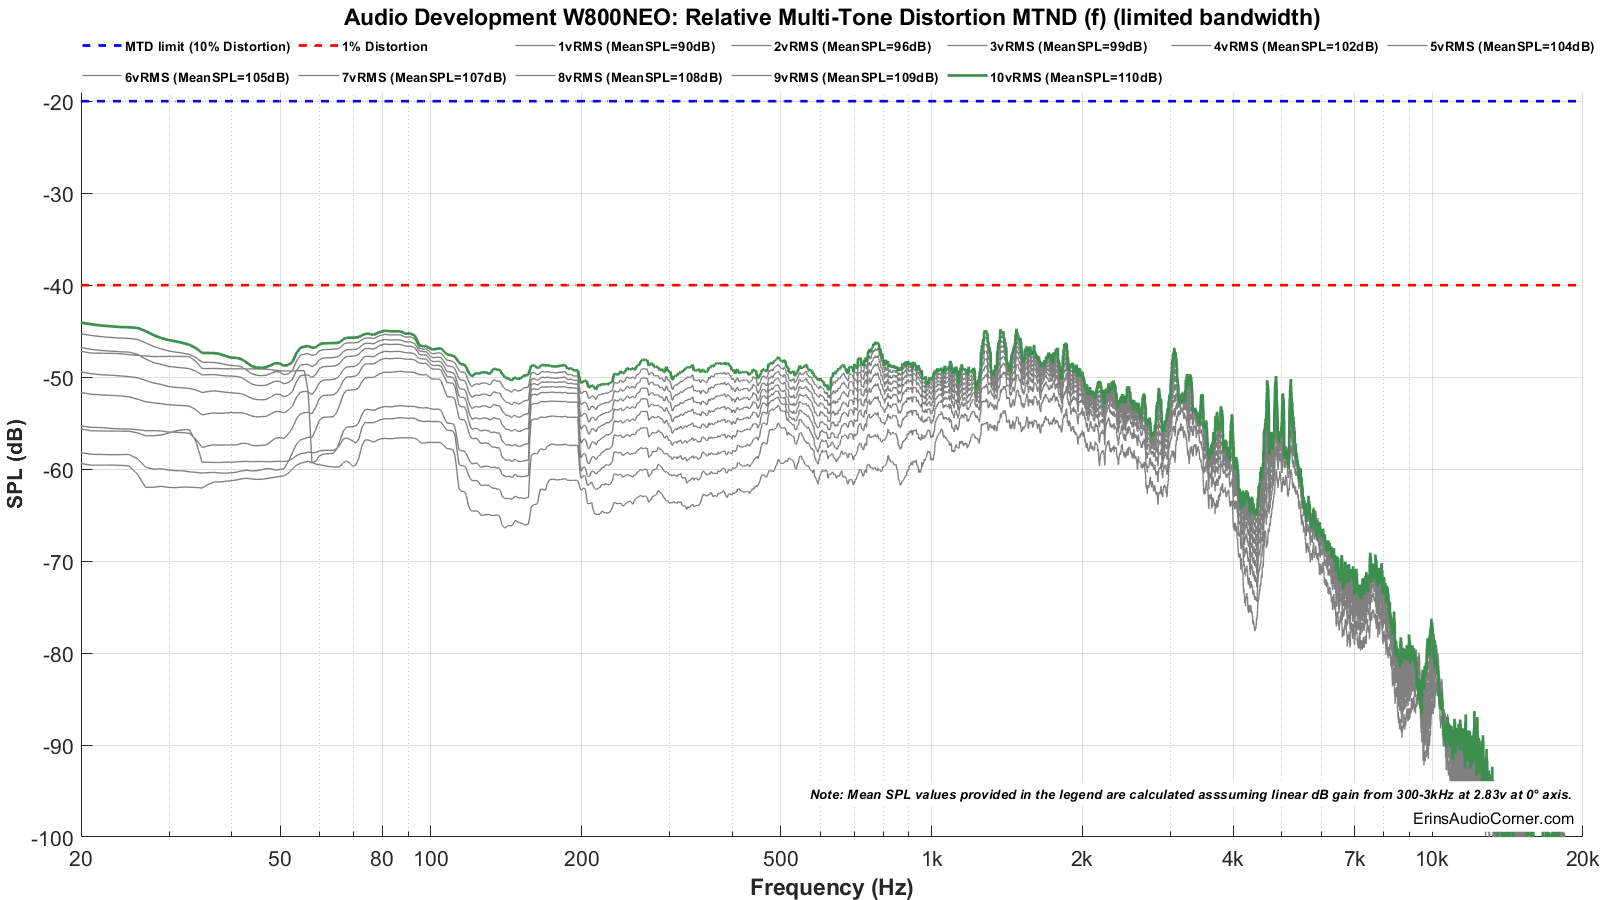 Audio Development W800NEO: Relative Multi-Tone Distortion MTND (f) (limited bandwidth)
MTD limit (10% Distortion) 1% Distortion 1vRMS (MeanSPL=90dB) 2vRMS (MeanSPL=96dB) 3vRMS (MeanSPL=99dB) 4vRMS (MeanSPL=102dB) 5vRMS (MeanSPL=104dB)
6vRMS (MeanSPL=105dB) 7vRMS (MeanSPL=107dB) 8vRMS (MeanSPL=108dB) 9vRMS (MeanSPL=109dB) 10vRMS (MeanSPL=110dB)
-20
-30
-40
-50
-60
-70
-80
-90
-100
SPL (dB)
Note: Mean SPL values provided in the legend are calculated asssuming linear dB gain from 300-3kHz at 2.83v at 0° axis.
ErinsAudioCorner.com
20 50 80 100 200 500 1k 2k 4k 7k 10k 20k
Frequency (Hz)